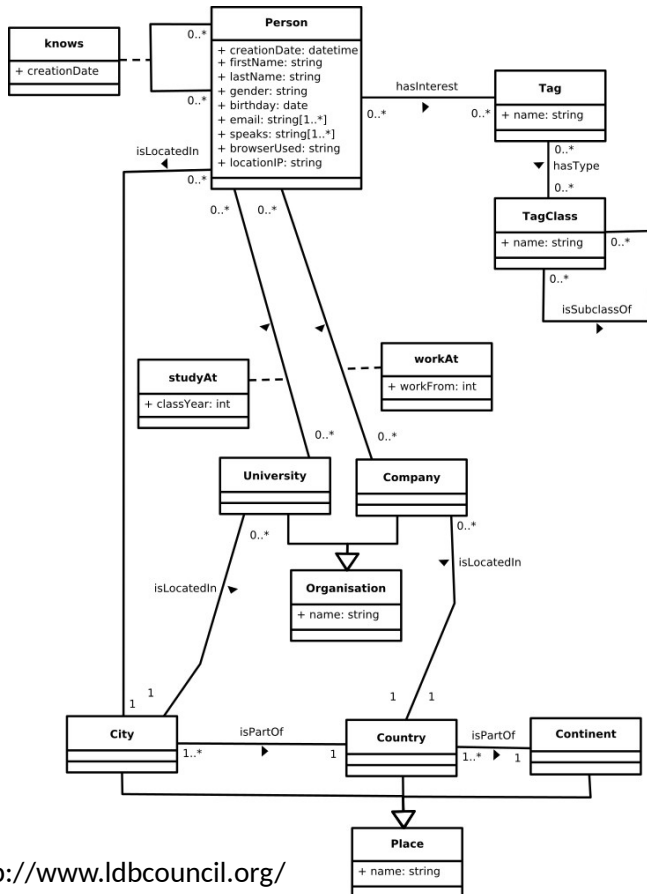 Person
+ creationDate: datetime
+ firstName: string
+ lastName: string
+ gender: string
+ birthday: date
+ email: string[1..*]
+ speaks: string[1..*]
+ browserUsed: string
+ locationIP: string
knows
+ creationDate
0..*
0..*
hasInterest
0..*
0..*
Tag
+ name: string
0..*
hasType
0..*
TagClass
+ name: string
0..*
0..*
isSubclassOf
isLocatedIn
0..*
0..*
0..*
studyAt
+ classYear: int
workAt
+ workFrom: int
0..*
0..*
University
Company
0..*
0..*
isLocatedIn
isLocatedIn
Organisation
+ name: string
1
1
1
1
City
isPartOf
1..*
1
Country
isPartOf
1..*
1
Continent
Place
+ name: string
p://www.ldbcouncil.org/